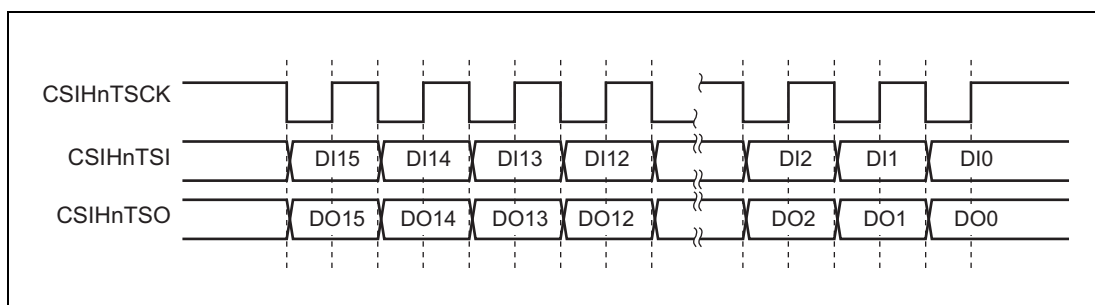 CSIHnTSCK
CSIHnTSI DI15 DI14 DI13 DI12 DI2 DI1 DI0
CSIHnTSO DO15 DO14 DO13 DO12 DO2 DO1 DO0